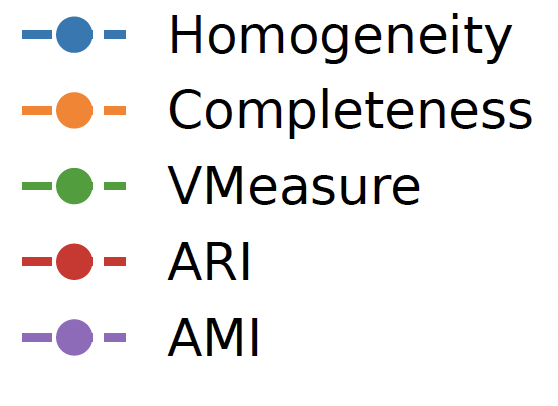 Homogeneity
Completeness
VMeasure
ARI
AMI